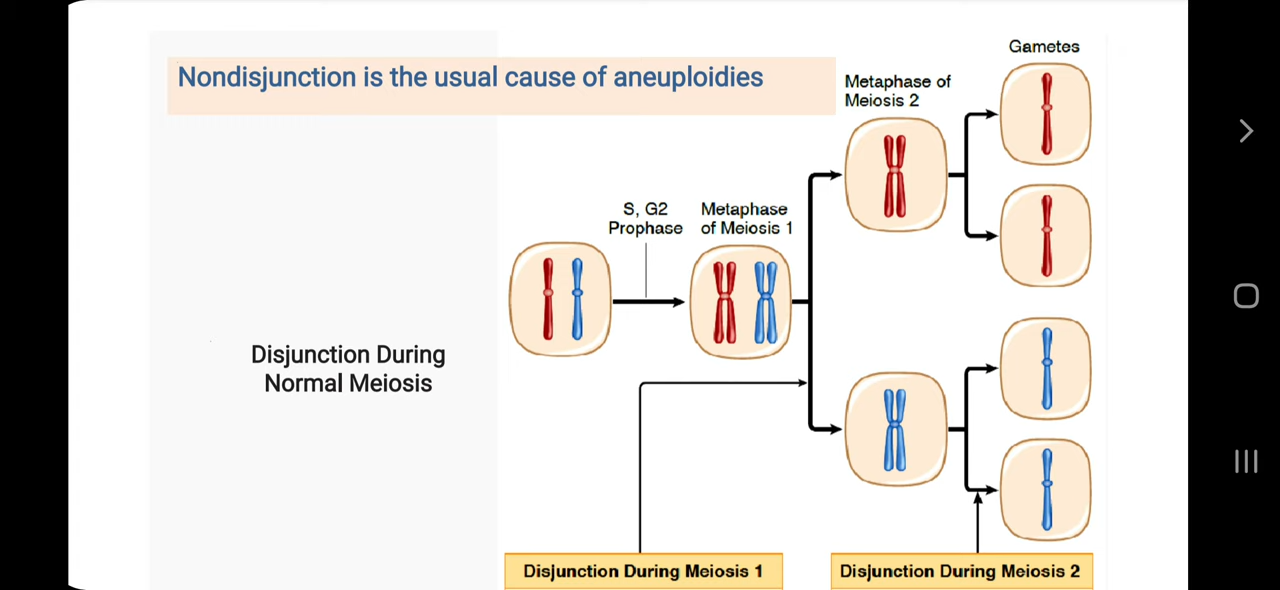 Nondisjunction is the usual cause of aneuploidies
Gametes
Metaphase of
Meiosis 2
S, G2
Prophase
Metaphase
of Meiosis 1
Disjunction During
Normal Meiosis
Disjunction During Meiosis 1
Disjunction During Meiosis 2